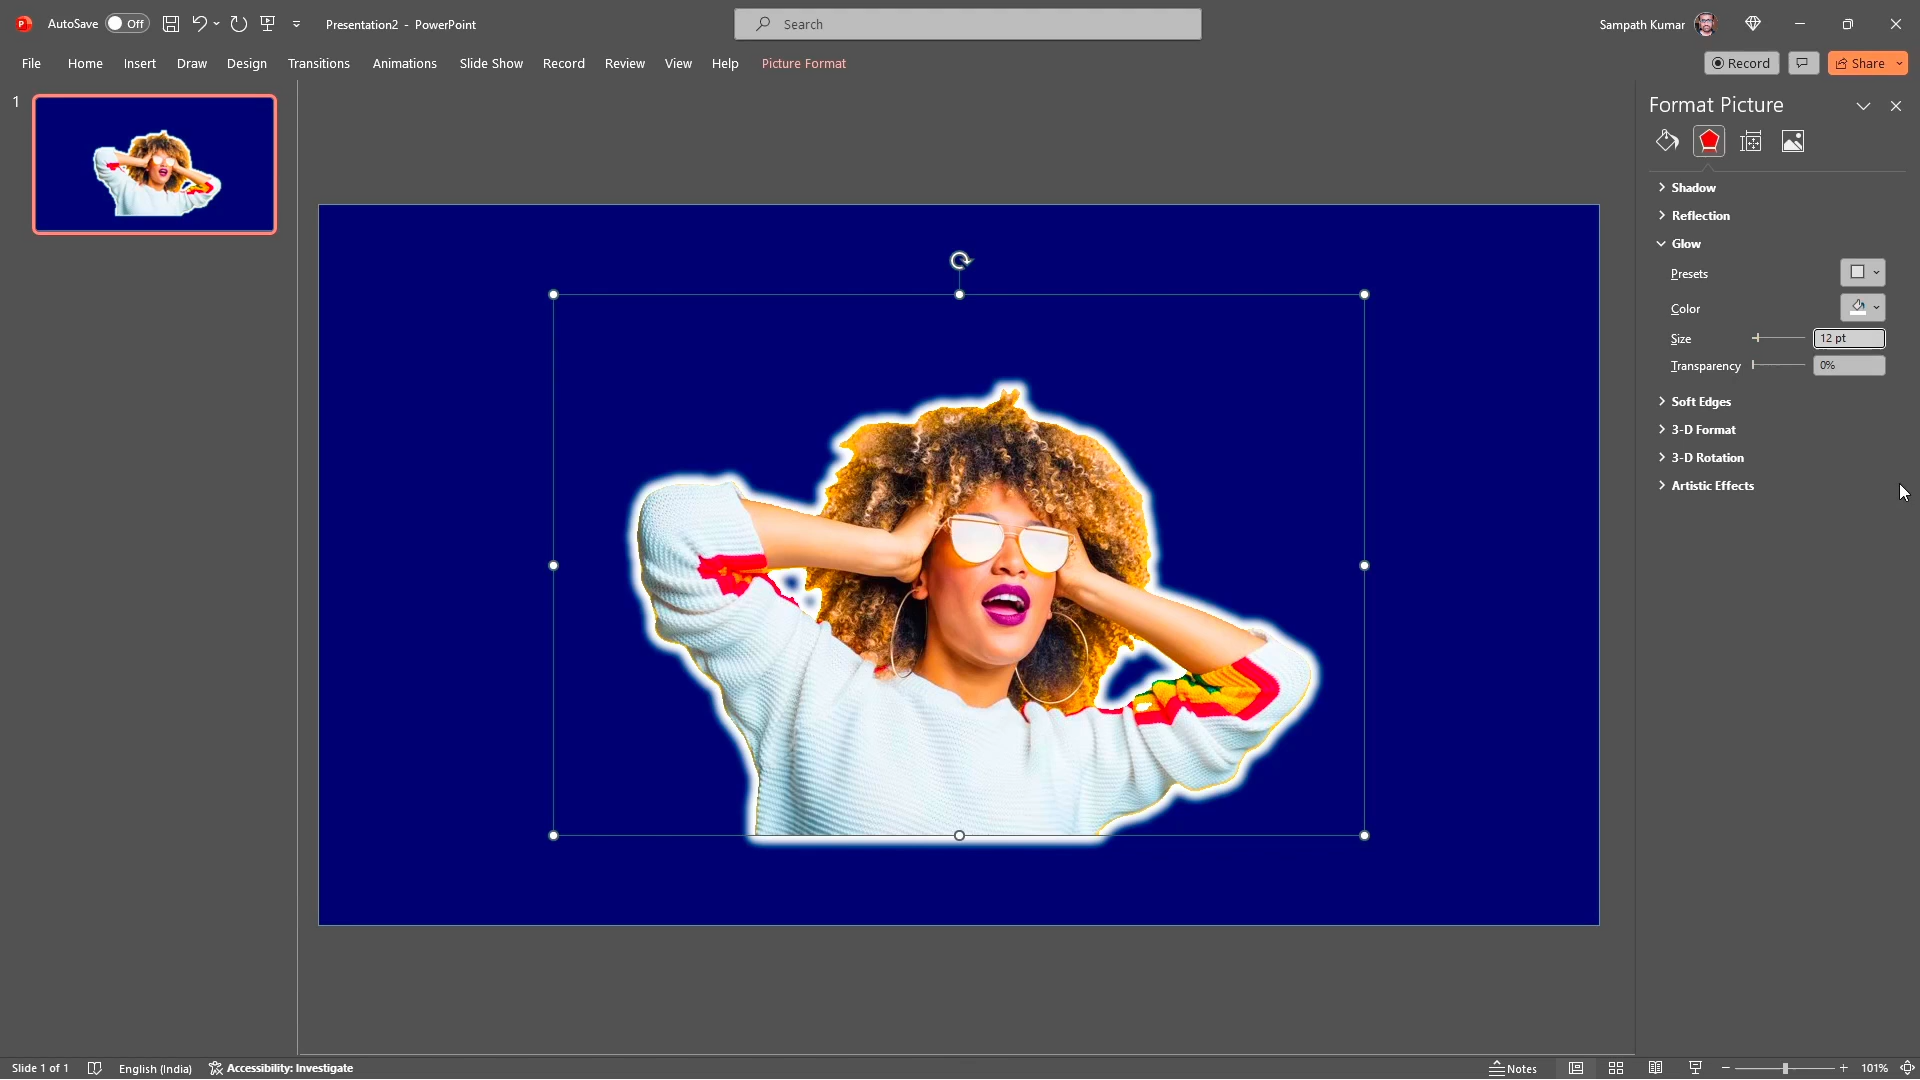 AutoSave Off Presentation2 - PowerPoint Search Sampath Kumar
File Home Insert Draw Design Transitions Animations Slide Show Record Review View Help Picture Format Record Share
1
Format Picture
Shadow
Reflection
Glow
Presets
Color
Size 12 pt
Transparency 0%
Soft Edges
3-D Format
3-D Rotation
Artistic Effects
Slide 1 of 1 English (India) Accessibility: Investigate Notes 101%